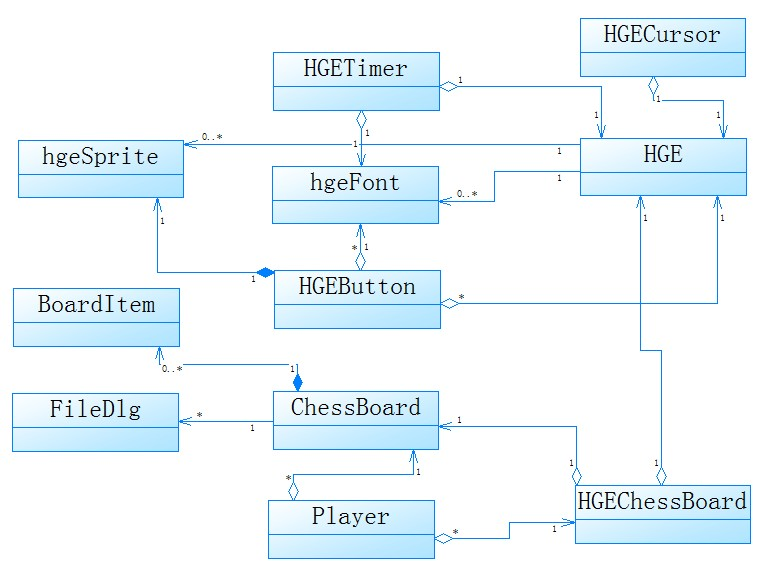 HGECursor
1
1
HGETimer
1
1
1
1
HGE
1
1
hgeSprite
0..*
1
hgeFont
0..*
1
* 1
HGEButton
1
*
1
1
BoardItem
0..*
1
ChessBoard
1
FileDlg
*
1
*
1
Player
*
1
1
1
HGEChessBoard